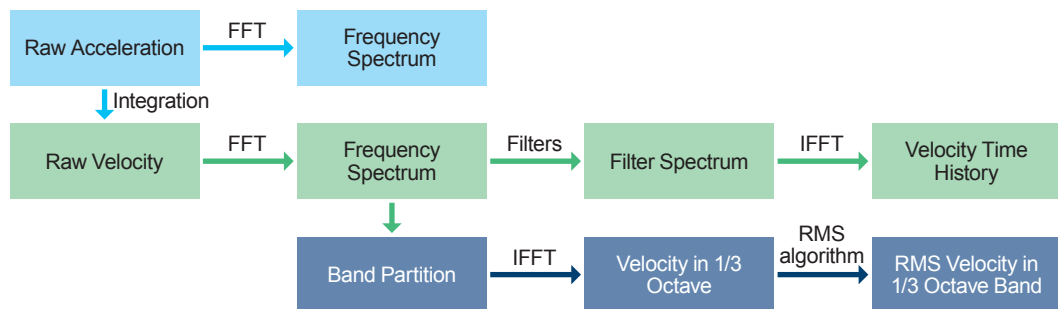 Raw Acceleration
FFT
Frequency
Spectrum
Integration
Raw Velocity
FFT
Frequency
Spectrum
Filters
Filter Spectrum
IFFT
Velocity Time
History
Band Partition
IFFT
Velocity in 1/3
Octave
RMS
algorithm
RMS Velocity in
1/3 Octave Band